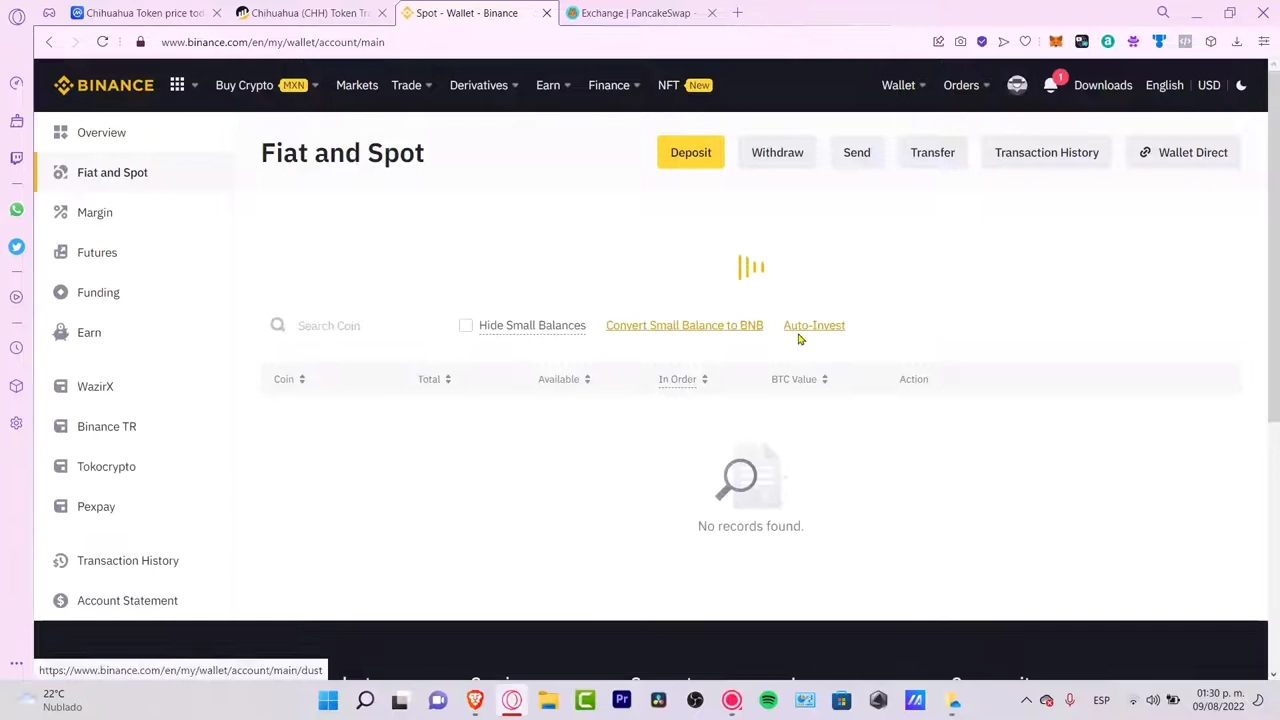 Chihuahua Token price tod
Chihuahua (CHH) Token Tr
Spot - Wallet - Binance
Exchange | PancakeSwap -
www.binance.com/en/my/wallet/account/main
BINANCE
Buy Crypto MXN
Markets
Trade
Derivatives
Earn
Finance
NFT New
Wallet
Orders
1
Downloads
English
USD
Overview
Fiat and Spot
Margin
Futures
Funding
Earn
WazirX
Binance TR
Tokocrypto
Pexpay
Transaction History
Account Statement
Fiat and Spot
Deposit
Withdraw
Send
Transfer
Transaction History
Wallet Direct
Search Coin
Hide Small Balances
Convert Small Balance to BNB
Auto-Invest
Coin
Total
Available
In Order
BTC Value
Action
No records found.
https://www.binance.com/en/my/wallet/account/main/dust
22°C
Nublado
Pr
ESP
01:30 p. m.
09/08/2022